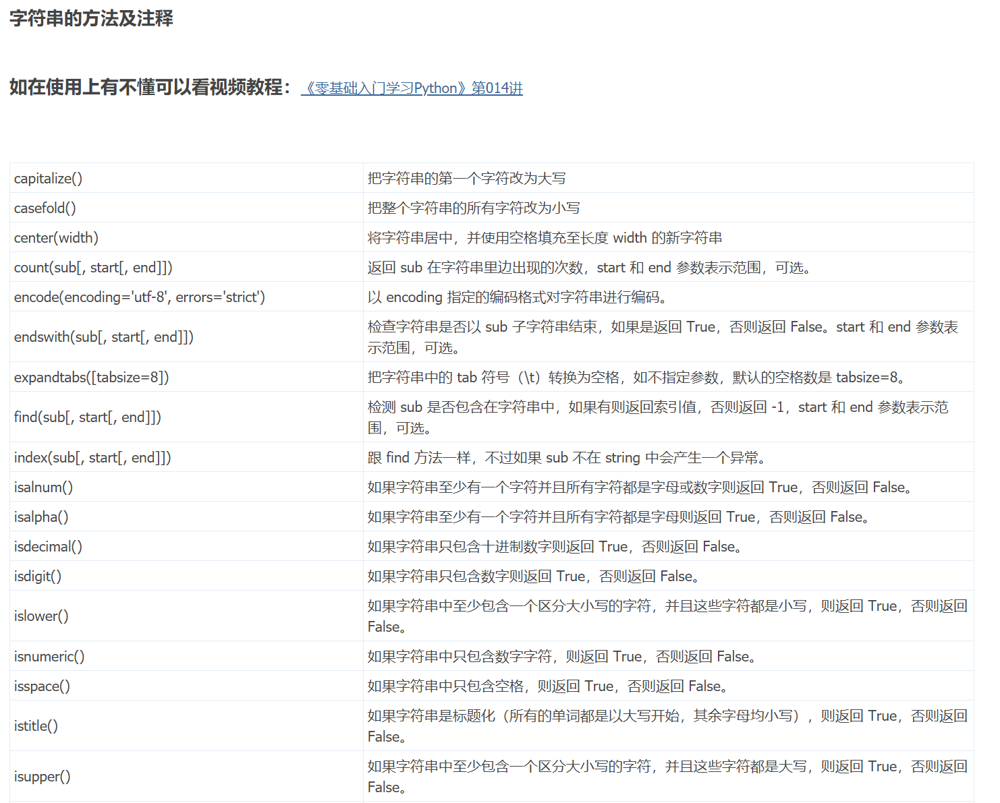 字符串的方法及注释
如在使用上有不懂可以看视频教程：《零基础入门学习Python》第014讲
capitalize() 把字符串的第一个字符改为大写
casefold() 把整个字符串的所有字符改为小写
center(width) 将字符串居中，并使用空格填充至长度 width 的新字符串
count(sub[, start[, end]]) 返回 sub 在字符串里边出现的次数，start 和 end 参数表示范围，可选。
encode(encoding='utf-8', errors='strict') 以 encoding 指定的编码格式对字符串进行编码。
endswith(sub[, start[, end]]) 检查字符串是否以 sub 子字符串结束，如果是返回 True，否则返回 False。start 和 end 参数表
示范围，可选。
expandtabs([tabsize=8]) 把字符串中的 tab 符号（\t）转换为空格，如不指定参数，默认的空格数是 tabsize=8。
find(sub[, start[, end]]) 检测 sub 是否包含在字符串中，如果有则返回索引值，否则返回 -1，start 和 end 参数表示范
围，可选。
index(sub[, start[, end]]) 跟 find 方法一样，不过如果 sub 不在 string 中会产生一个异常。
isalnum() 如果字符串至少有一个字符并且所有字符都是字母或数字则返回 True，否则返回 False。
isalpha() 如果字符串至少有一个字符并且所有字符都是字母则返回 True，否则返回 False。
isdecimal() 如果字符串只包含十进制数字则返回 True，否则返回 False。
isdigit() 如果字符串只包含数字则返回 True，否则返回 False。
islower() 如果字符串中至少包含一个区分大小写的字符，并且这些字符都是小写，则返回 True，否则返回
False。
isnumeric() 如果字符串中只包含数字字符，则返回 True，否则返回 False。
isspace() 如果字符串中只包含空格，则返回 True，否则返回 False。
istitle() 如果字符串是标题化（所有的单词都是以大写开始，其余字母均小写），则返回 True，否则返回
False。
isupper() 如果字符串中至少包含一个区分大小写的字符，并且这些字符都是大写，则返回 True，否则返回
False。